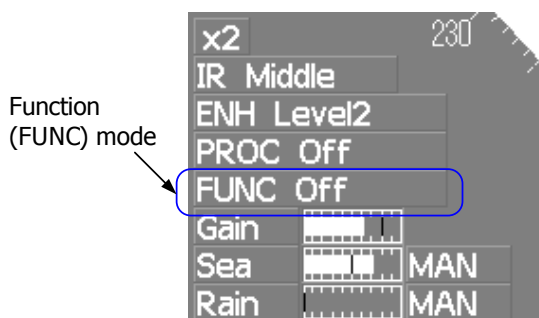 x2
230
IR Middle
ENH Level2
Function
(FUNC) mode
PROC Off
FUNC Off
Gain
Sea MAN
Rain MAN